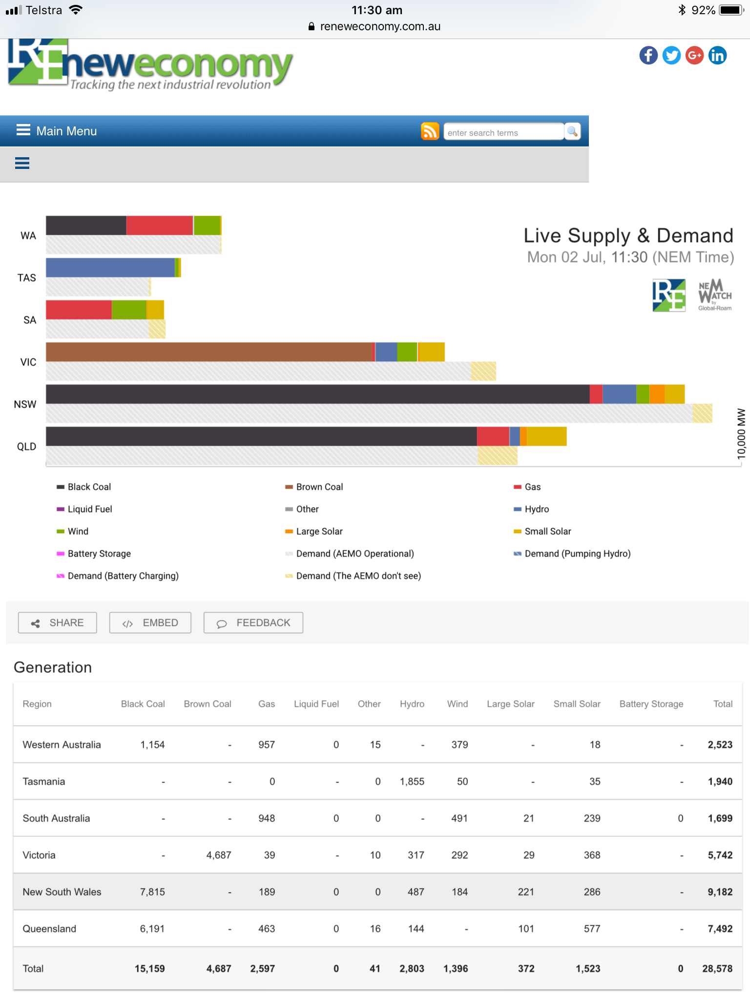 Telstra 11:30 am 92%
reneweconomy.com.au
REneweconomy
Tracking the next industrial revolution
Main Menu enter search terms
Live Supply & Demand
Mon 02 Jul, 11:30 (NEM Time)
RE NEM WATCH by Global-Roam
WA
TAS
SA
VIC
NSW
QLD
10,000 MW
Black Coal Brown Coal Gas
Liquid Fuel Other Hydro
Wind Large Solar Small Solar
Battery Storage Demand (AEMO Operational) Demand (Pumping Hydro)
Demand (Battery Charging) Demand (The AEMO don't see)
SHARE EMBED FEEDBACK
Generation
Region Black Coal Brown Coal Gas Liquid Fuel Other Hydro Wind Large Solar Small Solar Battery Storage Total
Western Australia 1,154 - 957 0 15 - 379 - 18 - 2,523
Tasmania - - 0 - 0 1,855 50 - 35 - 1,940
South Australia - - 948 0 0 - 491 21 239 0 1,699
Victoria - 4,687 39 - 10 317 292 29 368 - 5,742
New South Wales 7,815 - 189 0 0 487 184 221 286 - 9,182
Queensland 6,191 - 463 0 16 144 - 101 577 - 7,492
Total 15,159 4,687 2,597 0 41 2,803 1,396 372 1,523 0 28,578